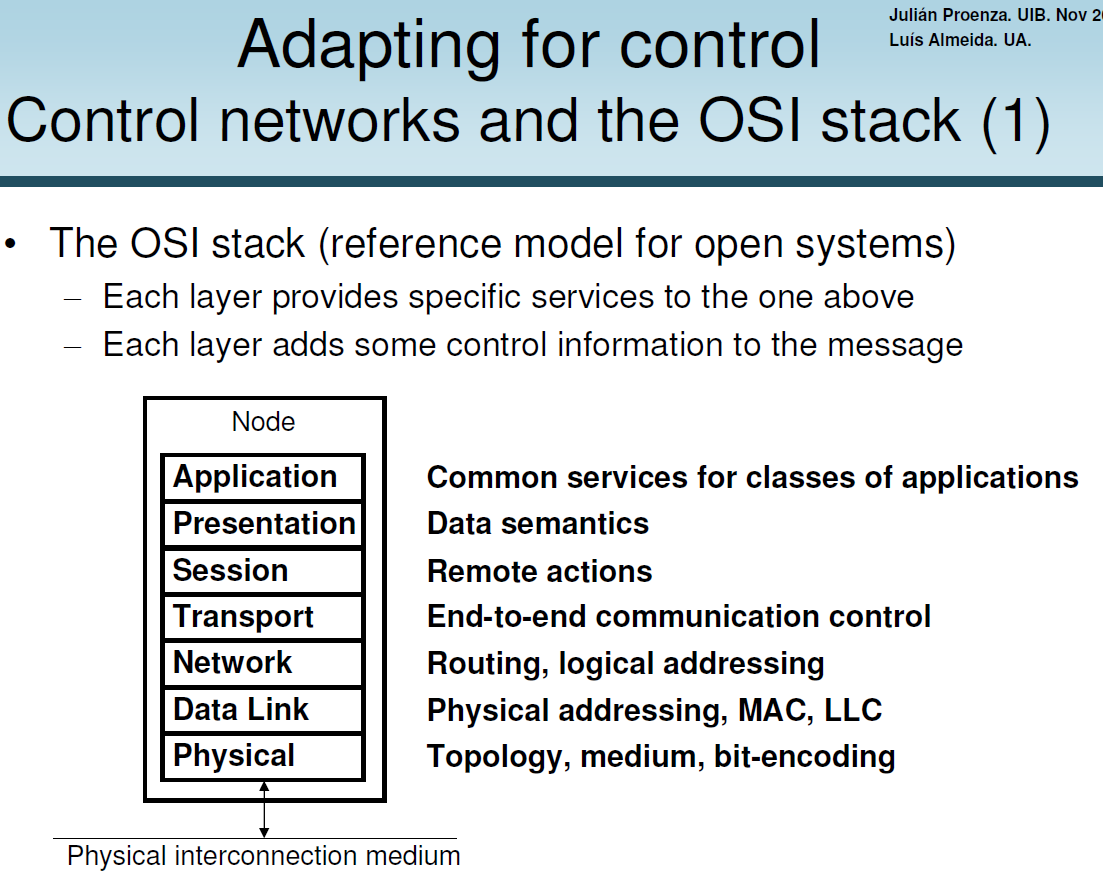 Julián Proenza. UIB. Nov
Luís Almeida. UA.
Adapting for control
Control networks and the OSI stack (1)
• The OSI stack (reference model for open systems)
– Each layer provides specific services to the one above
– Each layer adds some control information to the message
Node
Application Common services for classes of applications
Presentation Data semantics
Session Remote actions
Transport End-to-end communication control
Network Routing, logical addressing
Data Link Physical addressing, MAC, LLC
Physical Topology, medium, bit-encoding
Physical interconnection medium